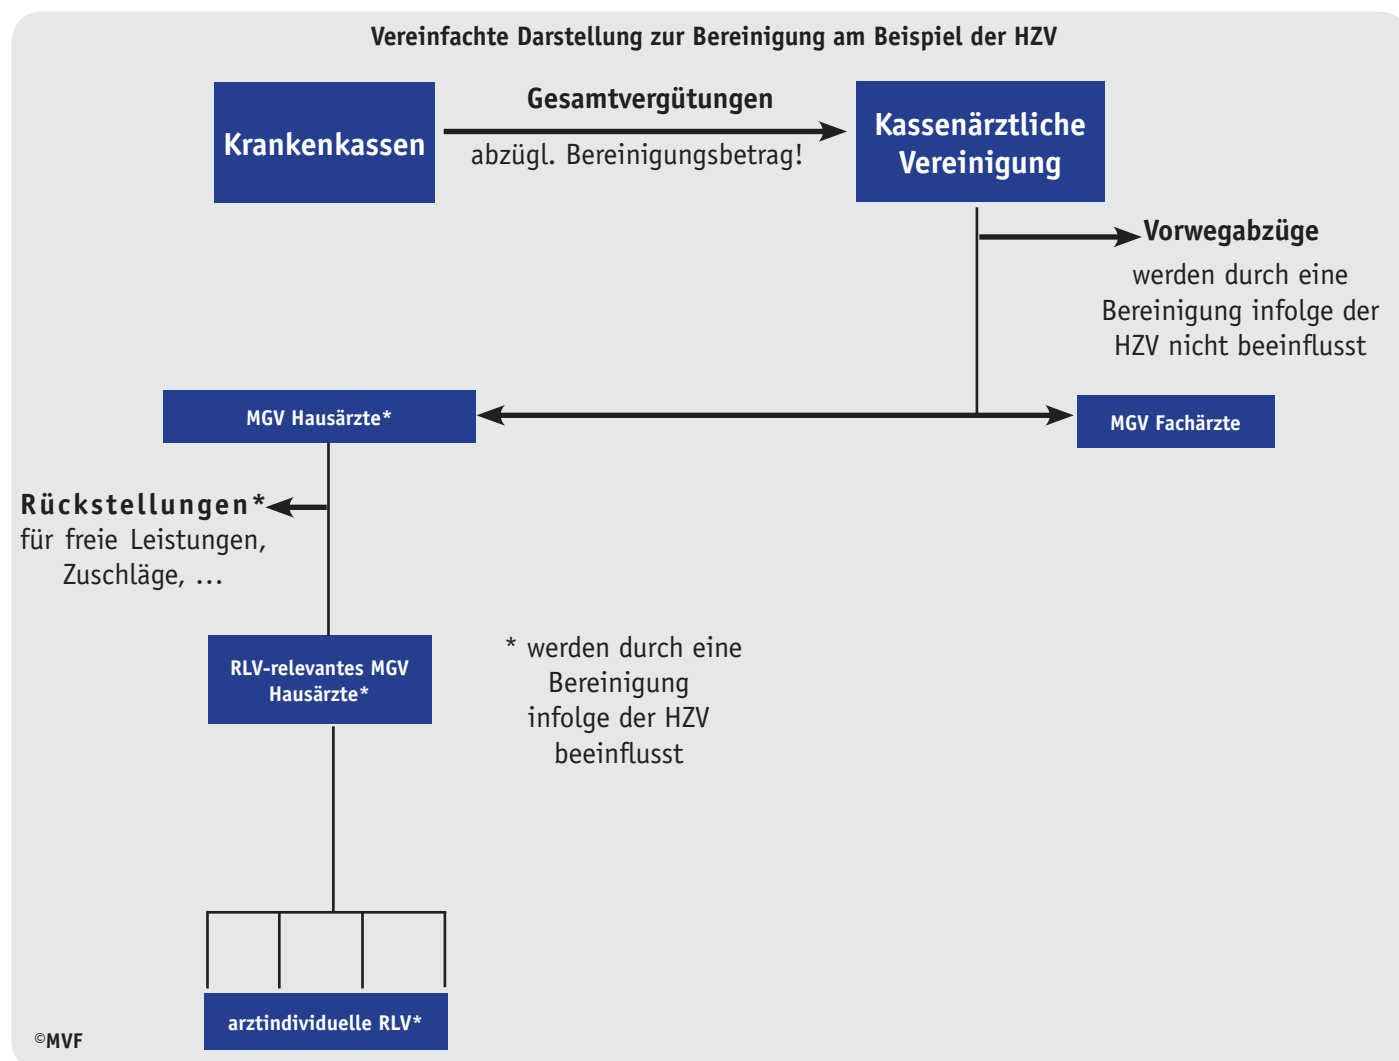 Vereinfachte Darstellung zur Bereinigung am Beispiel der HZV
Krankenkassen
Gesamtvergütungen
abzügl. Bereinigungsbetrag!
Kassenärztliche
Vereinigung
Vorwegabzüge
werden durch eine
Bereinigung infolge der
HZV nicht beeinflusst
MGV Hausärzte*
MGV Fachärzte
Rückstellungen*
für freie Leistungen,
Zuschläge, ...
RLV-relevantes MGV
Hausärzte*
* werden durch eine
Bereinigung
infolge der HZV
beeinflusst
arztindividuelle RLV*
©MVF